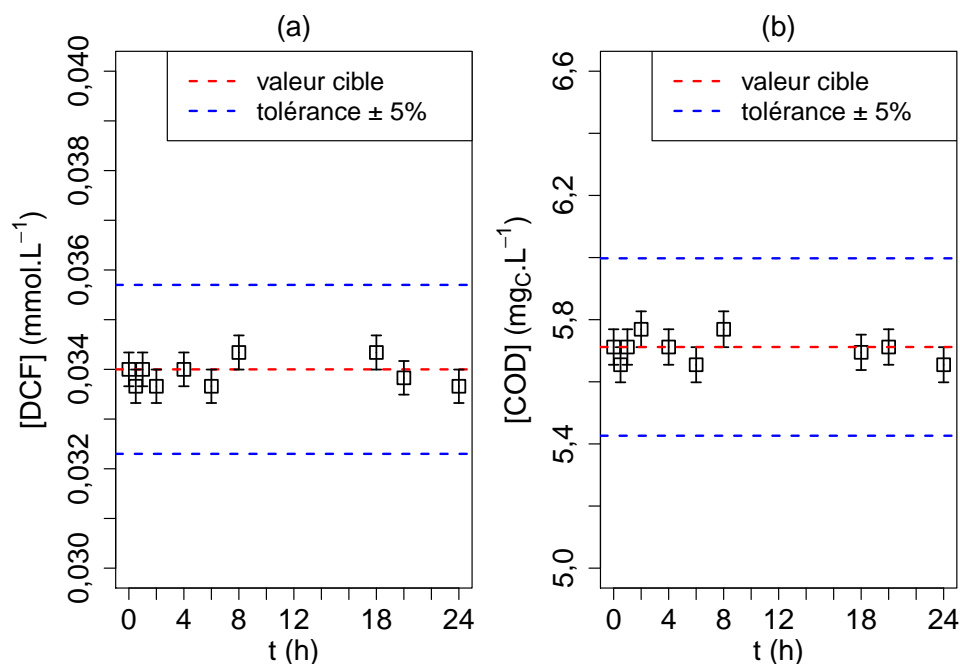 (a)
valeur cible
tolérance ± 5%
[DCF] (mmol.L⁻¹)
0,040
0,038
0,036
0,034
0,032
0,030
0 4 8 12 18 24
t (h)
(b)
valeur cible
tolérance ± 5%
[COD] (mg_C.L⁻¹)
6,6
6,2
5,8
5,4
5,0
0 4 8 12 18 24
t (h)